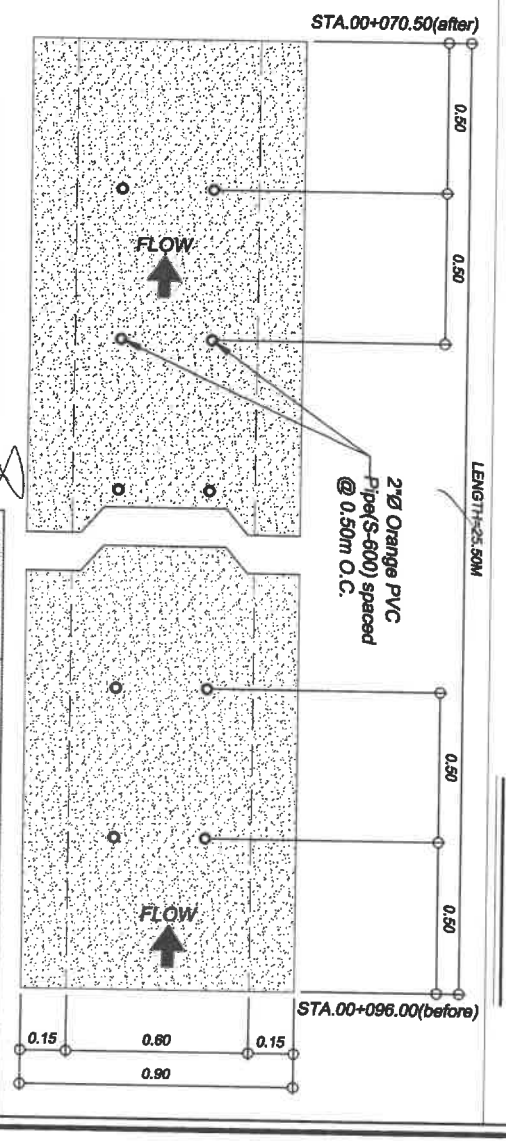 STA.00+070.50(after)
0.50
0.50
LENGTH=25.50M
FLOW
2"Ø Orange PVC
Pipe(S-600) spaced
@ 0.50m O.C.
0.50
0.50
FLOW
STA.00+096.00(before)
0.15
0.60
0.15
0.90